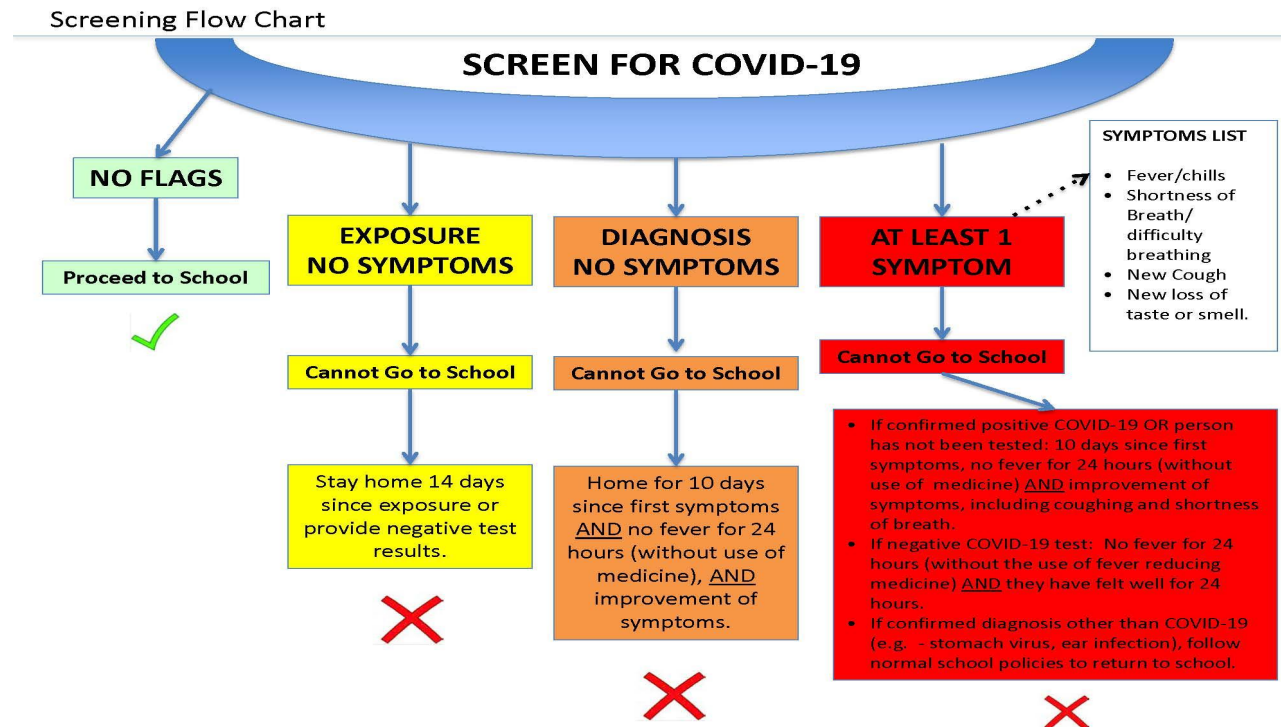 Screening Flow Chart
SCREEN FOR COVID-19
NO FLAGS
Proceed to School
EXPOSURE
NO SYMPTOMS
Cannot Go to School
Stay home 14 days
since exposure or
provide negative test
results.
DIAGNOSIS
NO SYMPTOMS
Cannot Go to School
Home for 10 days
since first symptoms
AND no fever for 24
hours (without use of
medicine), AND
improvement of
symptoms.
AT LEAST 1
SYMPTOM
Cannot Go to School
• If confirmed positive COVID-19 OR person
has not been tested: 10 days since first
symptoms, no fever for 24 hours (without
use of medicine) AND improvement of
symptoms, including coughing and shortness
of breath.
• If negative COVID-19 test: No fever for 24
hours (without the use of fever reducing
medicine) AND they have felt well for 24
hours.
• If confirmed diagnosis other than COVID-19
(e.g. - stomach virus, ear infection), follow
normal school policies to return to school.
SYMPTOMS LIST
• Fever/chills
• Shortness of
Breath/
difficulty
breathing
• New Cough
• New loss of
taste or smell.